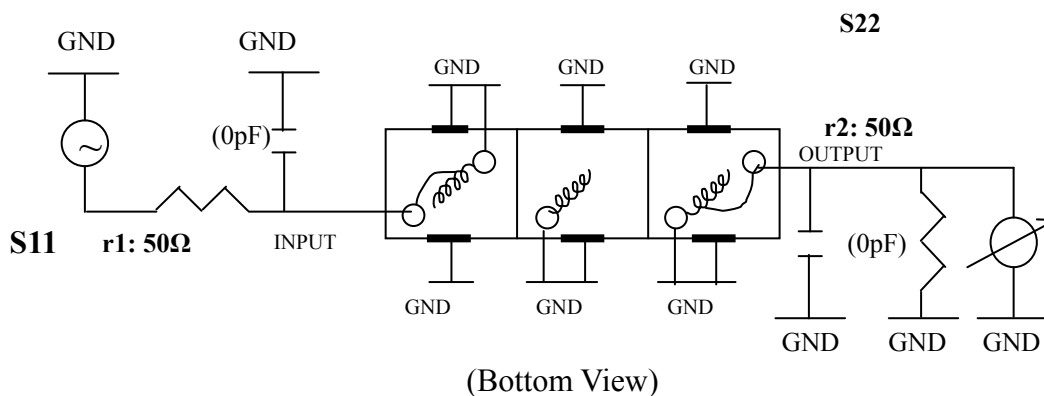 S22
GND
GND
GND
GND
GND
(0pF)
r2: 50Ω
OUTPUT
S11
r1: 50Ω
INPUT
(0pF)
GND
GND
GND
GND
GND
GND
(Bottom View)